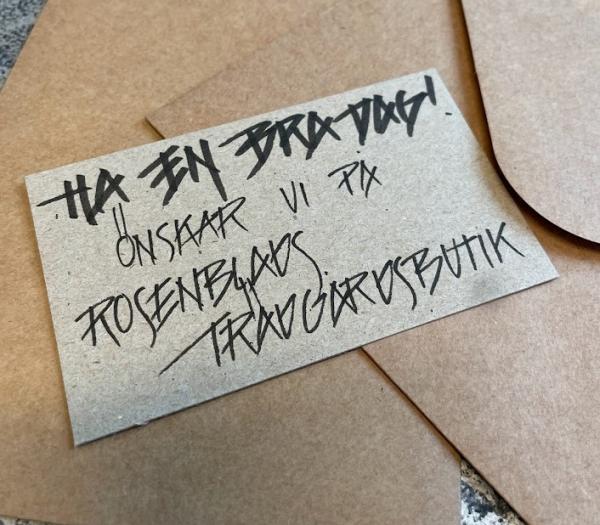 HA EN BRA DAG!
ÖNSKAR VI PÅ
ROSENBLADS
TRÄDGÅRDSBUTIK